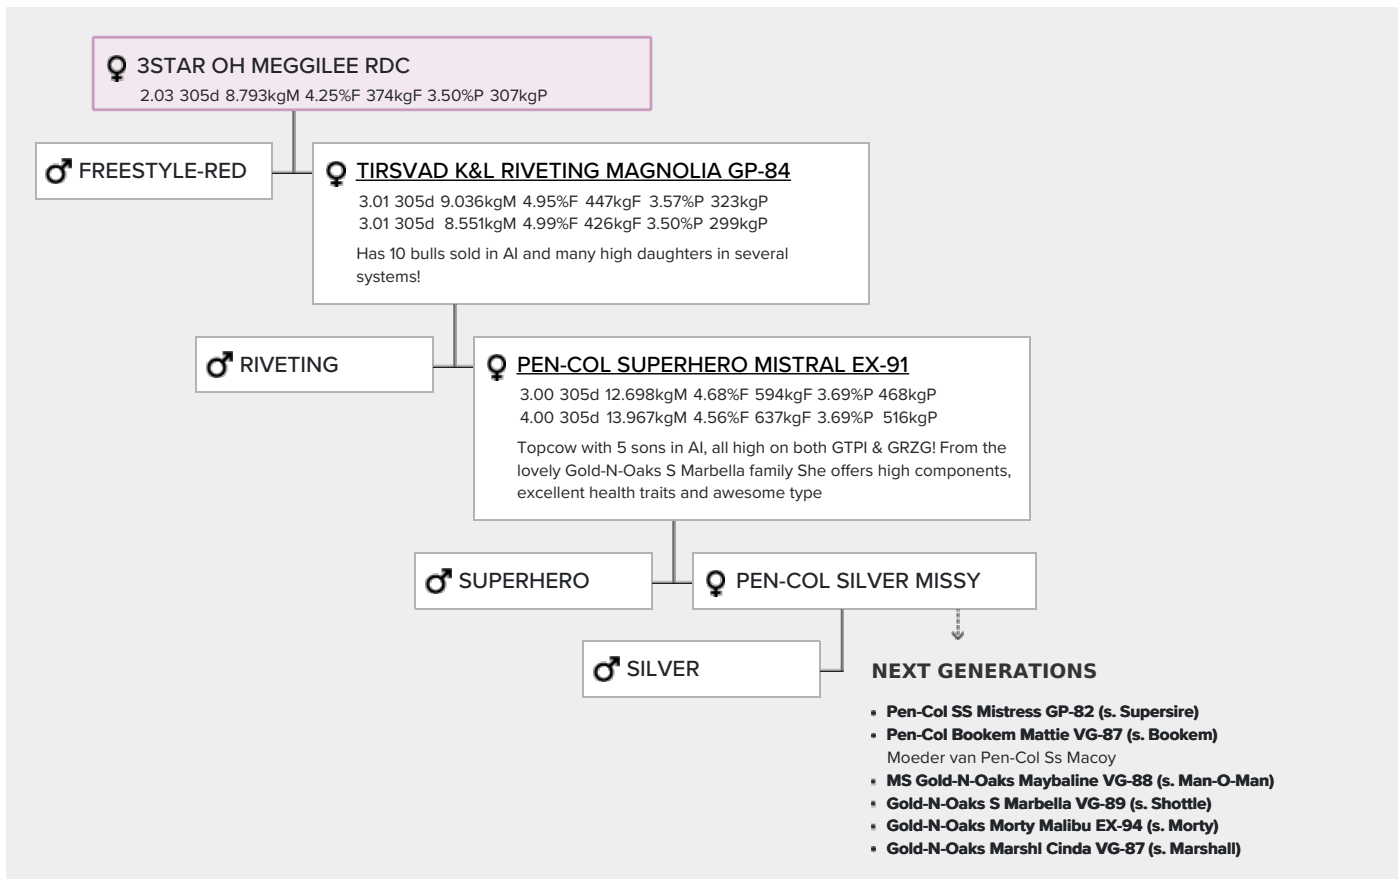 3STAR OH MEGGILEE RDC
2.03 305d 8.793kgM 4.25%F 374kgF 3.50%P 307kgP
FREESTYLE-RED
TIRSVAD K&L RIVETING MAGNOLIA GP-84
3.01 305d 9.036kgM 4.95%F 447kgF 3.57%P 323kgP
3.01 305d 8.551kgM 4.99%F 426kgF 3.50%P 299kgP
Has 10 bulls sold in AI and many high daughters in several
systems!
RIVETING
PEN-COL SUPERHERO MISTRAL EX-91
3.00 305d 12.698kgM 4.68%F 594kgF 3.69%P 468kgP
4.00 305d 13.967kgM 4.56%F 637kgF 3.69%P 516kgP
Topcow with 5 sons in AI, all high on both GTPI & GRZG! From the
lovely Gold-N-Oaks S Marbella family She offers high components,
excellent health traits and awesome type
SUPERHERO
PEN-COL SILVER MISSY
SILVER
NEXT GENERATIONS
Pen-Col SS Mistress GP-82 (s. Supersire)
Pen-Col Bookem Mattie VG-87 (s. Bookem)
Moeder van Pen-Col Ss Macoy
MS Gold-N-Oaks Maybaline VG-88 (s. Man-O-Man)
Gold-N-Oaks S Marbella VG-89 (s. Shottle)
Gold-N-Oaks Morty Malibu EX-94 (s. Morty)
Gold-N-Oaks Marshl Cinda VG-87 (s. Marshall)